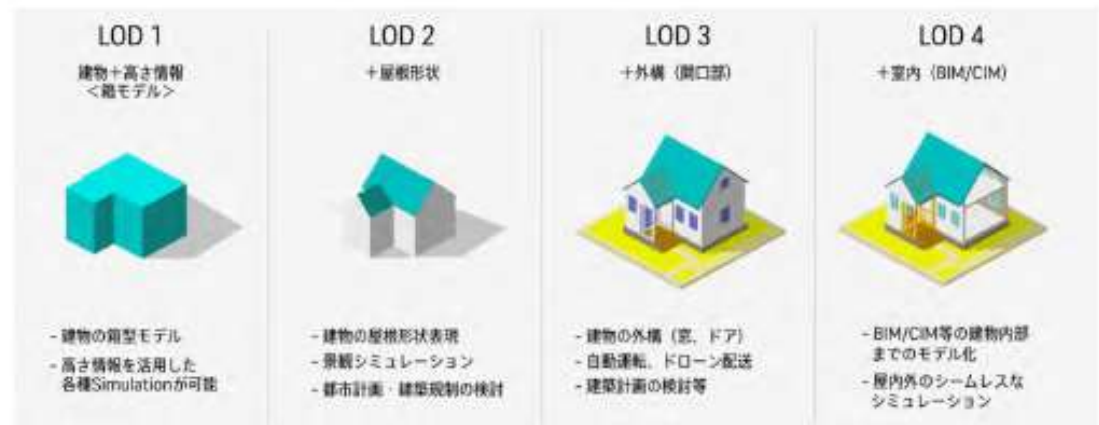 LOD 1
建物+高さ情報
<箱モデル>
- 建物の箱型モデル
- 高さ情報を活用した
各種Simulationが可能
LOD 2
+屋根形状
- 建物の屋根形状表現
- 景観シミュレーション
- 都市計画・建築規制の検討
LOD 3
+外構（開口部）
- 建物の外構（窓、ドア）
- 自動運転、ドローン配送
- 建築計画の検討等
LOD 4
+室内（BIM/CIM）
- BIM/CIM等の建物内部
までのモデル化
- 屋内外のシームレスな
シミュレーション